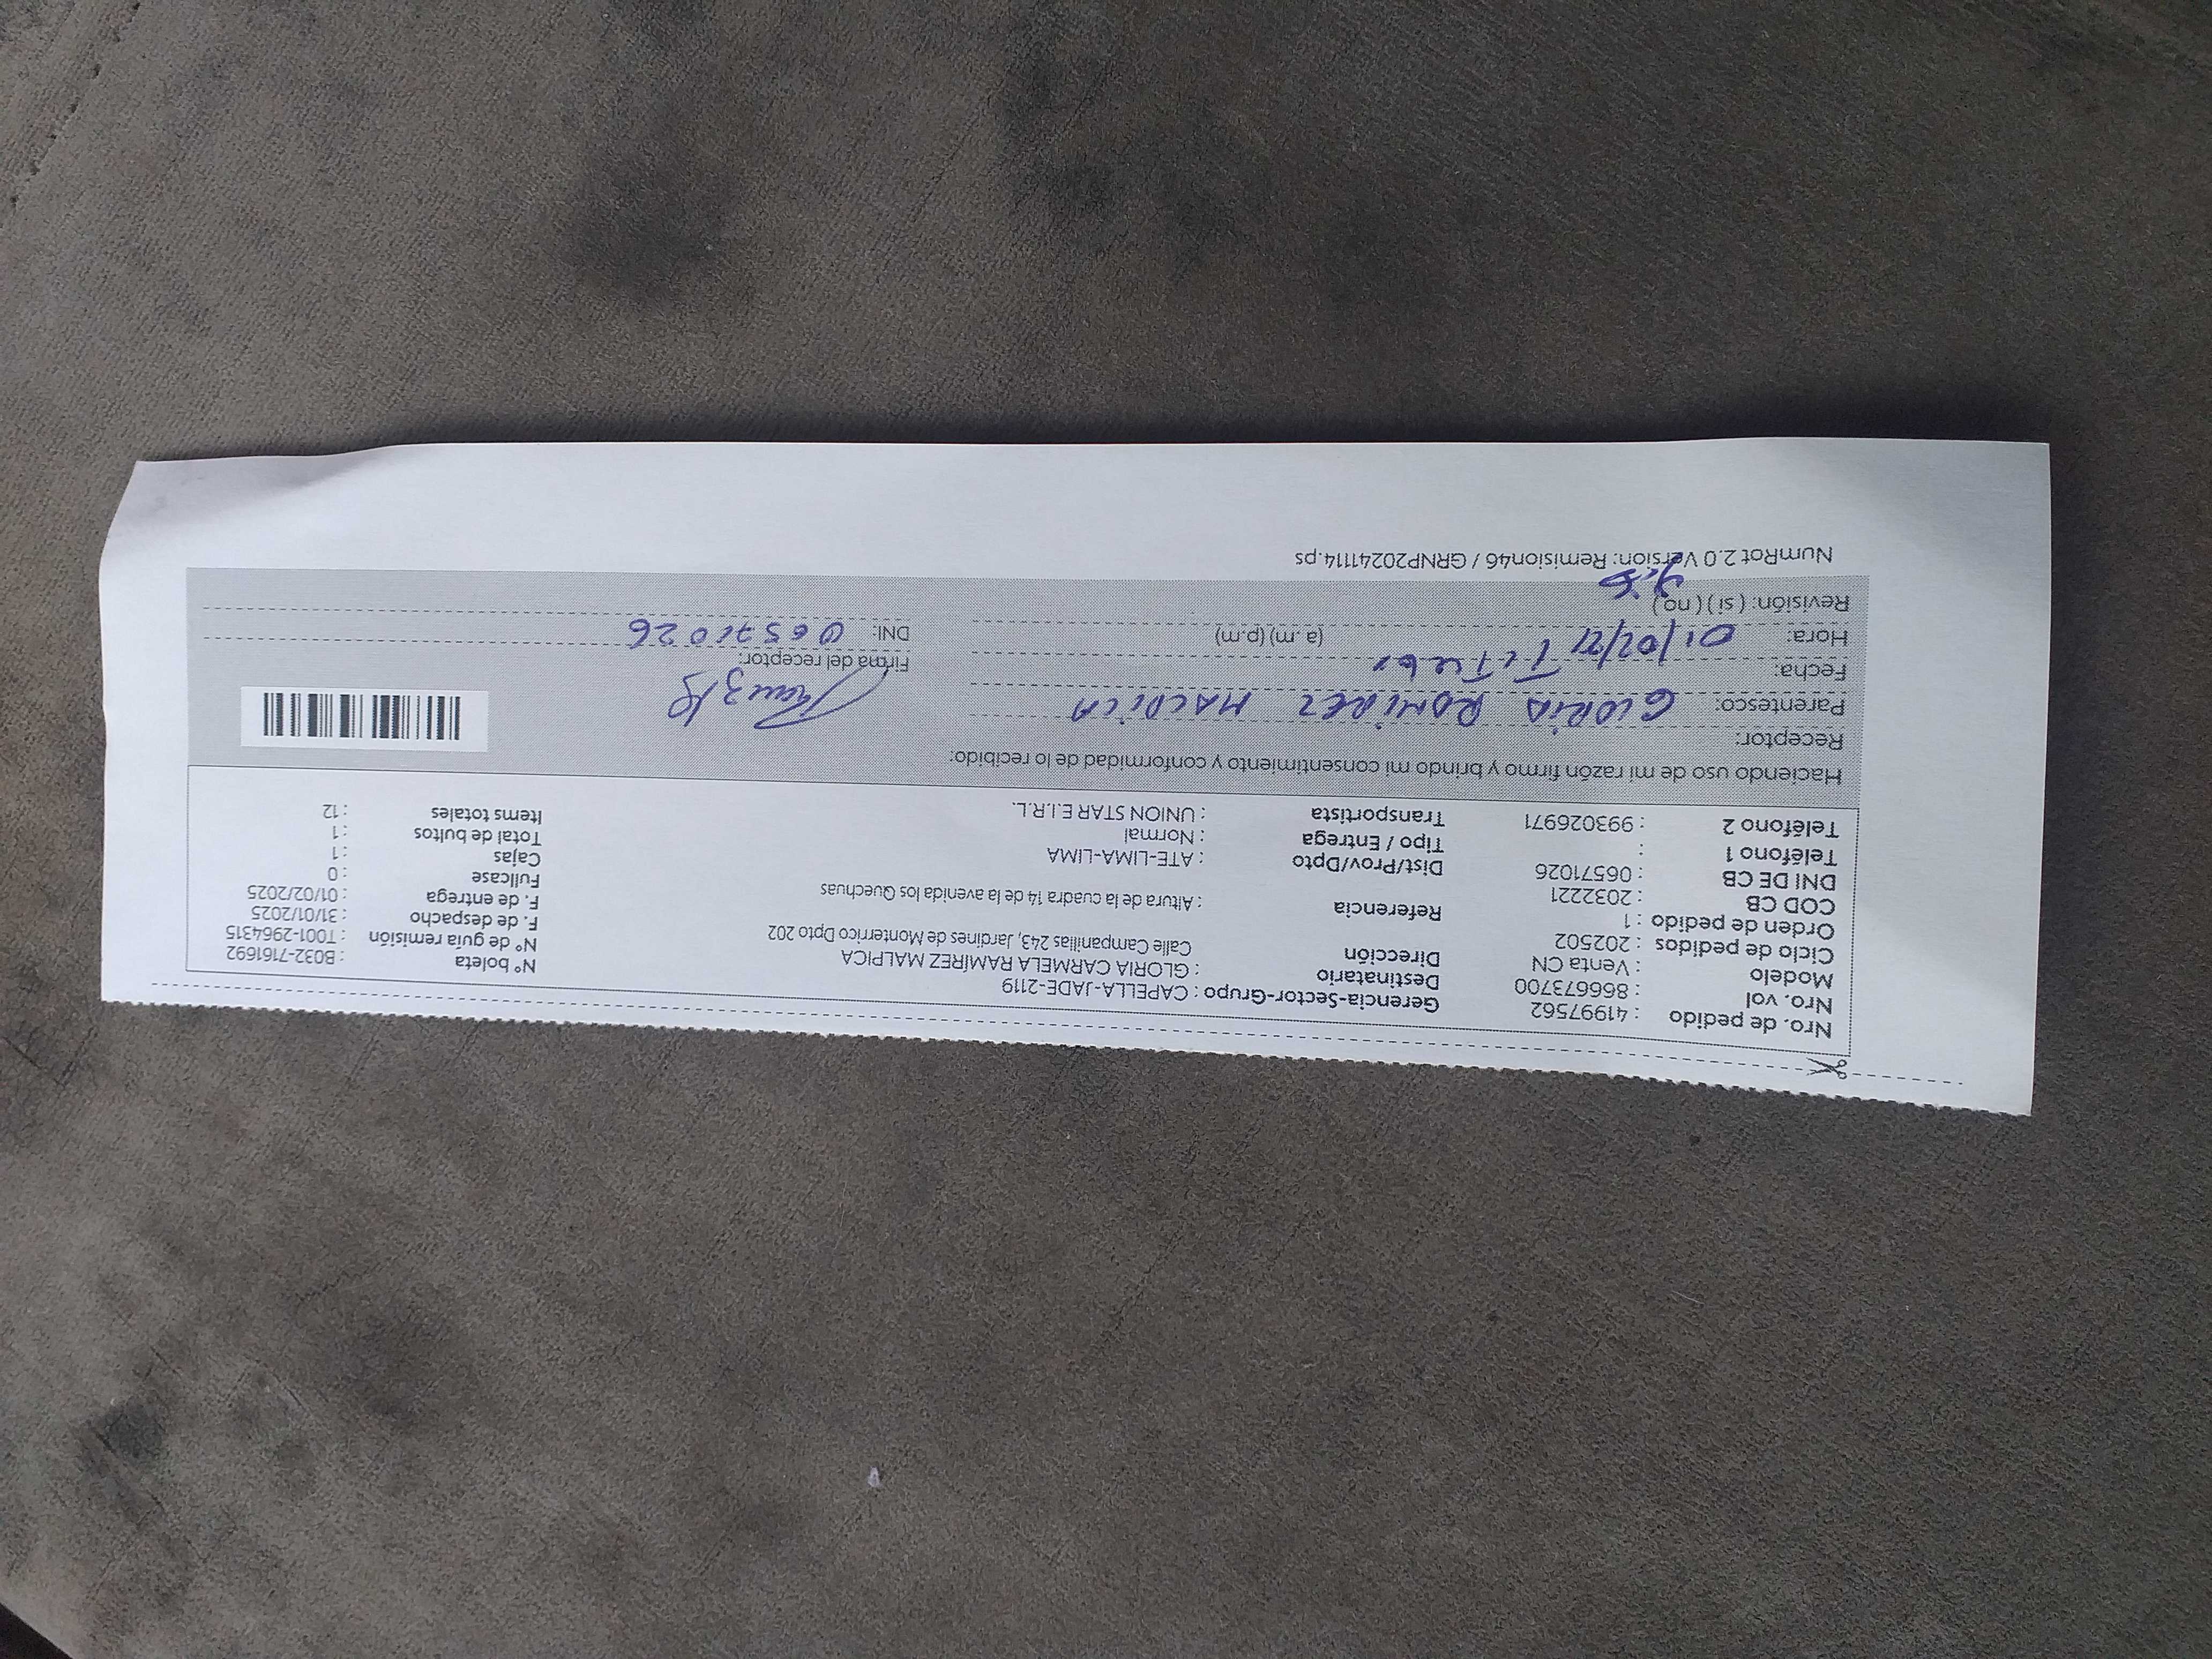 Nro. de pedido : 41997562 Gerencia-Sector-Grupo : CAPELLA-JADE-2119 N° boleta : B032-7161692
Nro. vol : 866673700 Destinatario : GLORIA CARMELA RAMÍREZ MALPICA N° de guía remisión : T001-2964315
Modelo : Venta CN Dirección Calle Campanillas 243, Jardines de Monterrico Dpto 202 F. de despacho : 31/01/2025
Ciclo de pedidos : 202502 F. de entrega : 01/02/2025
Orden de pedido : 1 Referencia : Altura de la cuadra 14 de la avenida los Quechuas Fullcase : 0
COD CB : 2032221 Cajas : 1
DNI DE CB : 06571026 Dist/Prov/Dpto : ATE-LIMA-LIMA Total de bultos : 1
Teléfono 1 : Tipo / Entrega : Normal Items totales : 12
Teléfono 2 : 993026971 Transportista : UNION STAR E.I.R.L.
Haciendo uso de mi razón firmo y brindo mi consentimiento y conformidad de lo recibido:
Receptor:
Parentesco: GLORIA RAMIREZ MALPICA
Fecha: Firma del receptor:
Hora: (a. m) (p.m) DNI: 06571026
Revisión: ( si ) ( no )
NumRot 2.0 Version: Remision46 / GRNP20241114.ps